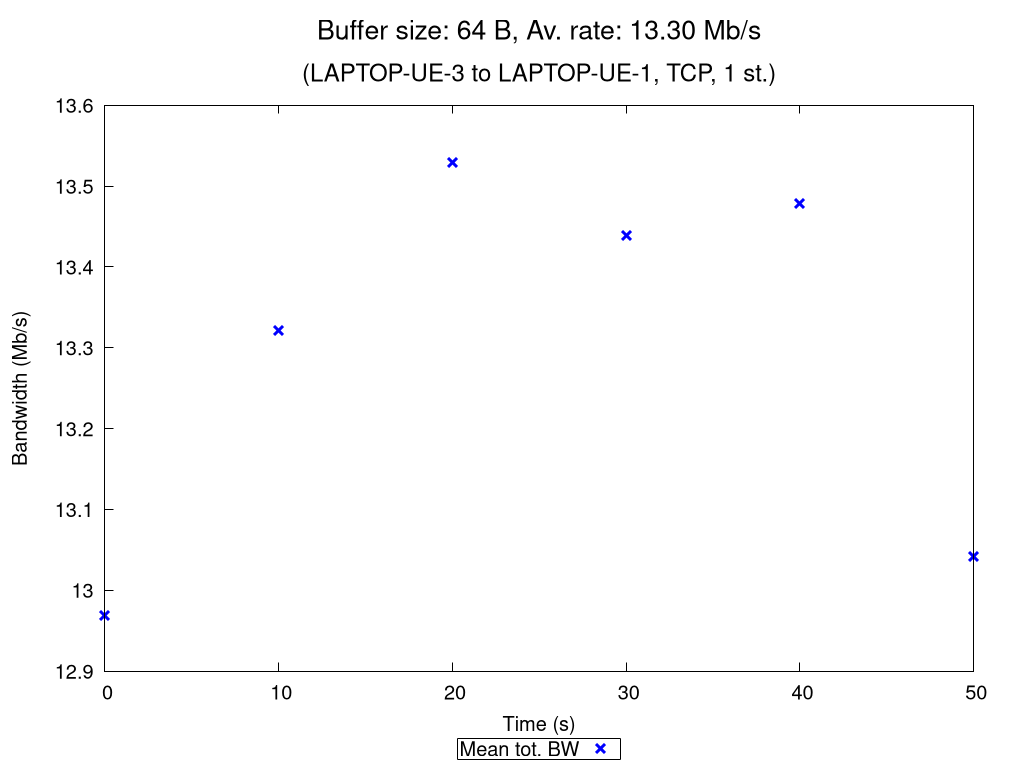 Buffer size: 64 B, Av. rate: 13.30 Mb/s
(LAPTOP-UE-3 to LAPTOP-UE-1, TCP, 1 st.)
13.6
13.5
13.4
13.3
13.2
13.1
13
12.9
Bandwidth (Mb/s)
0 10 20 30 40 50
Time (s)
Mean tot. BW